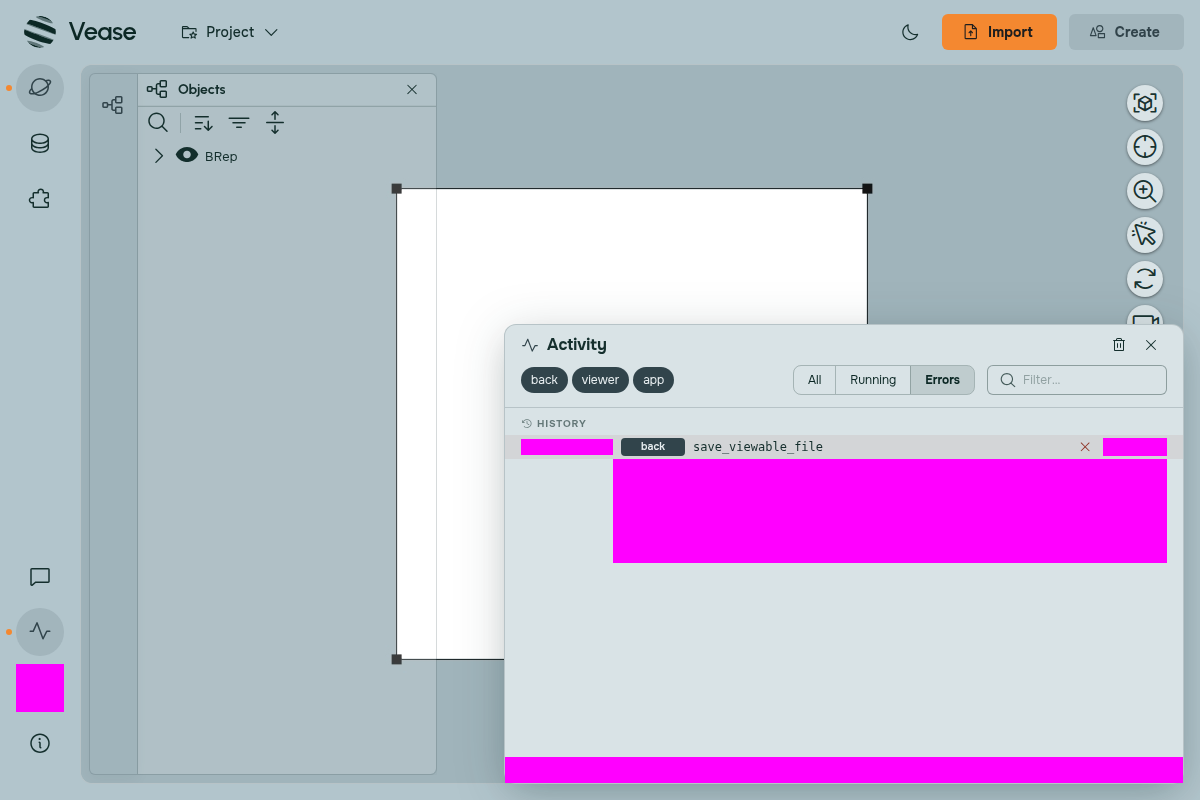 Vease
Project
Import
Create
Objects
BRep
Activity
back viewer app
All Running Errors Filter...
HISTORY
back save_viewable_file